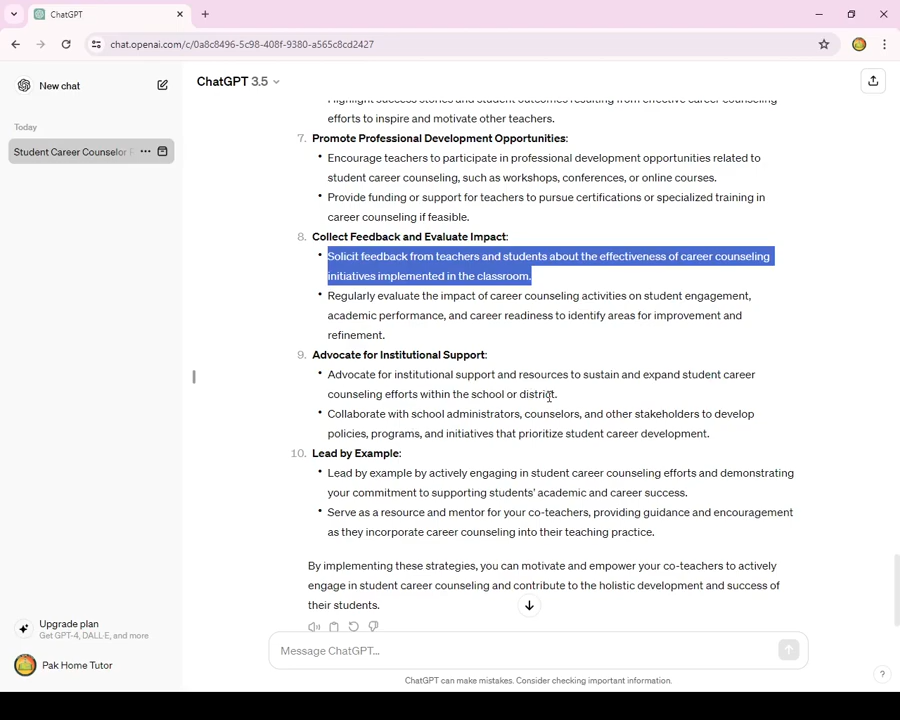 ChatGPT
chat.openai.com/c/0a8c8496-5c98-408f-9380-a565c8cd2427
New chat
ChatGPT 3.5
Today
Student Career Counselor
Highlight success stories and student outcomes resulting from effective career counseling
efforts to inspire and motivate other teachers.
7. Promote Professional Development Opportunities:
• Encourage teachers to participate in professional development opportunities related to
student career counseling, such as workshops, conferences, or online courses.
• Provide funding or support for teachers to pursue certifications or specialized training in
career counseling if feasible.
8. Collect Feedback and Evaluate Impact:
• Solicit feedback from teachers and students about the effectiveness of career counseling
initiatives implemented in the classroom.
• Regularly evaluate the impact of career counseling activities on student engagement,
academic performance, and career readiness to identify areas for improvement and
refinement.
9. Advocate for Institutional Support:
• Advocate for institutional support and resources to sustain and expand student career
counseling efforts within the school or district.
• Collaborate with school administrators, counselors, and other stakeholders to develop
policies, programs, and initiatives that prioritize student career development.
10. Lead by Example:
• Lead by example by actively engaging in student career counseling efforts and demonstrating
your commitment to supporting students' academic and career success.
• Serve as a resource and mentor for your co-teachers, providing guidance and encouragement
as they incorporate career counseling into their teaching practice.
By implementing these strategies, you can motivate and empower your co-teachers to actively
engage in student career counseling and contribute to the holistic development and success of
their students.
Upgrade plan
Get GPT-4, DALL·E, and more
Pak Home Tutor
Message ChatGPT...
ChatGPT can make mistakes. Consider checking important information.
?